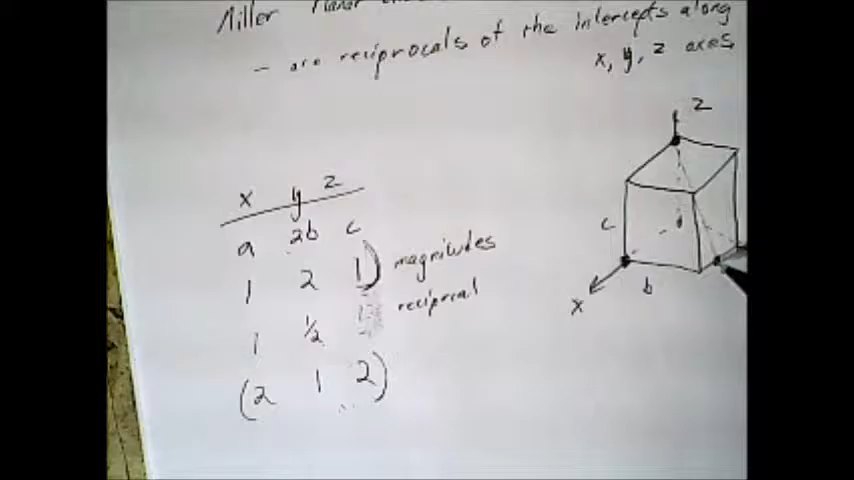 Miller Planar
– are reciprocals of the intercepts along
x, y, z axes
z
x y z
a 2b c
c
1 2 1) magnitudes
b
x
reciprocal
1 1/2
(2 1 2)